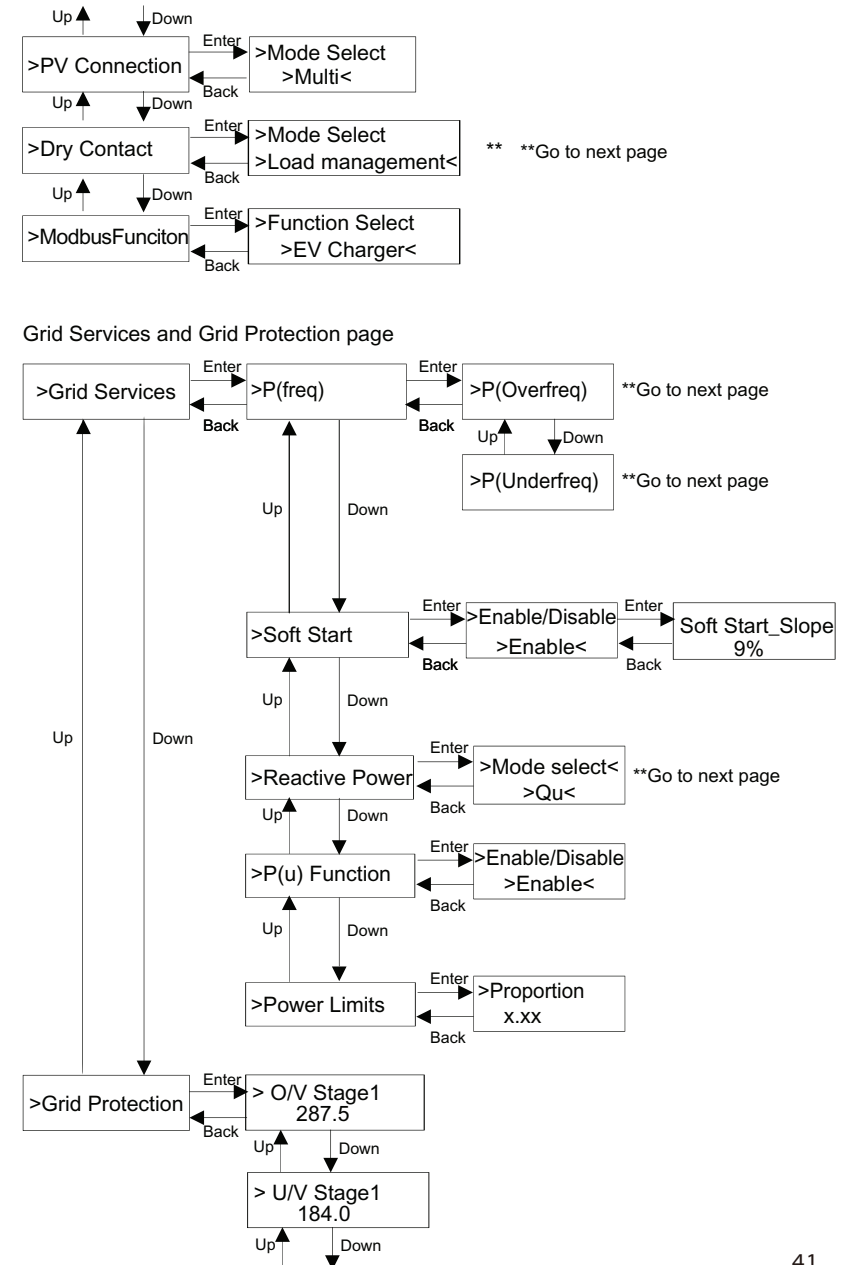 Up
Down
>PV Connection
Enter
Back
>Mode Select
>Multi<
Up
Down
>Dry Contact
Enter
Back
>Mode Select
>Load management<
** **Go to next page
Up
Down
>ModbusFunciton
Enter
Back
>Function Select
>EV Charger<
Grid Services and Grid Protection page
>Grid Services
Enter
Back
>P(freq)
Enter
Back
>P(Overfreq)
**Go to next page
Up
Down
>P(Underfreq)
**Go to next page
Up
Down
>Soft Start
Enter
Back
>Enable/Disable
>Enable<
Enter
Back
Soft Start_Slope
9%
Up
Down
Up
Down
>Reactive Power
Enter
Back
>Mode select<
>Qu<
**Go to next page
Up
Down
>P(u) Function
Enter
Back
>Enable/Disable
>Enable<
Up
Down
>Power Limits
Enter
Back
>Proportion
x.xx
>Grid Protection
Enter
Back
> O/V Stage1
287.5
Up
Down
> U/V Stage1
184.0
Up
Down
41